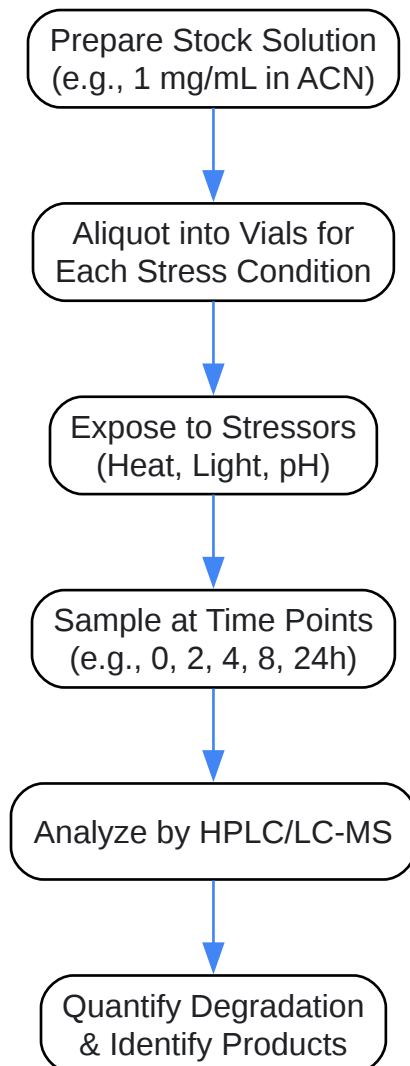 Prepare Stock Solution
(e.g., 1 mg/mL in ACN)
Aliquot into Vials for
Each Stress Condition
Expose to Stressors
(Heat, Light, pH)
Sample at Time Points
(e.g., 0, 2, 4, 8, 24h)
Analyze by HPLC/LC-MS
Quantify Degradation
& Identify Products